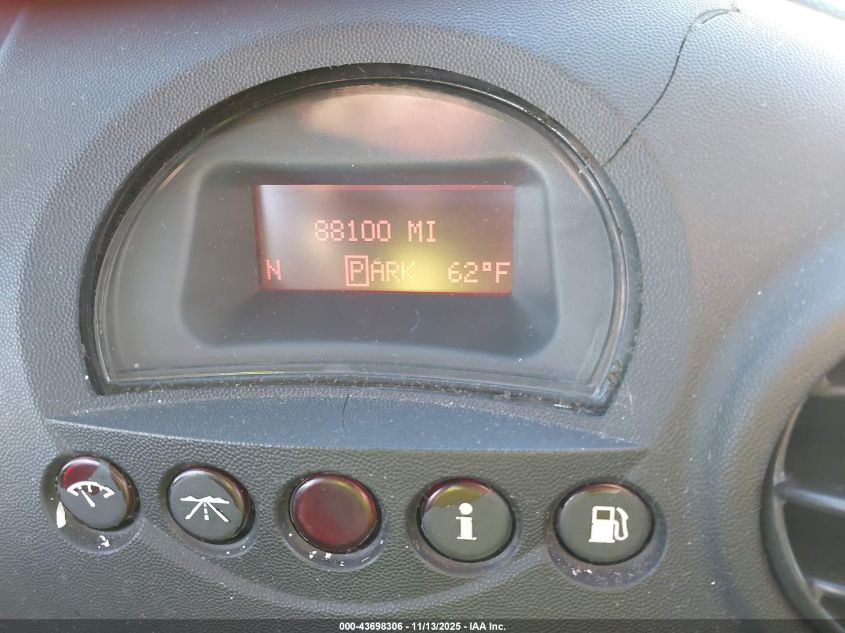 88100 MI
N PARK 62°F
i
000-43698306 - 11/13/2025 - IAA Inc.